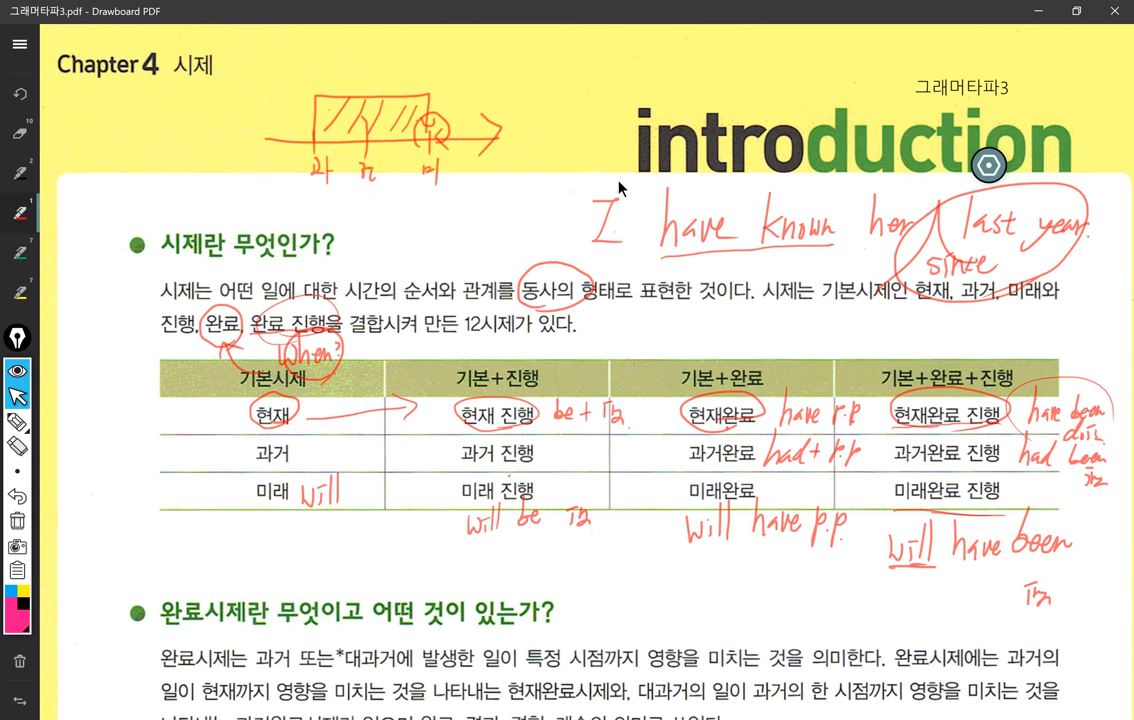 그래머타파3.pdf - Drawboard PDF
Chapter 4 시제
그래머타파3
introduction
과 현 미
I have known her last year.
since
시제란 무엇인가?
시제는 어떤 일에 대한 시간의 순서와 관계를 동사의 형태로 표현한 것이다. 시제는 기본시제인 현재, 과거, 미래와
진행, 완료, 완료 진행을 결합시켜 만든 12시제가 있다.
When?
기본시제 기본+진행 기본+완료 기본+완료+진행
현재 현재 진행 be + 현재완료 have p.p 현재완료 진행 have been
과거 과거 진행 과거완료 had + p.p 과거완료 진행 had been
미래 will 미래 진행 미래완료 미래완료 진행
will be will have p.p will have been
완료시제란 무엇이고 어떤 것이 있는가?
완료시제는 과거 또는*대과거에 발생한 일이 특정 시점까지 영향을 미치는 것을 의미한다. 완료시제에는 과거의
일이 현재까지 영향을 미치는 것을 나타내는 현재완료시제와, 대과거의 일이 과거의 한 시점까지 영향을 미치는 것을
10
2
1
7
7